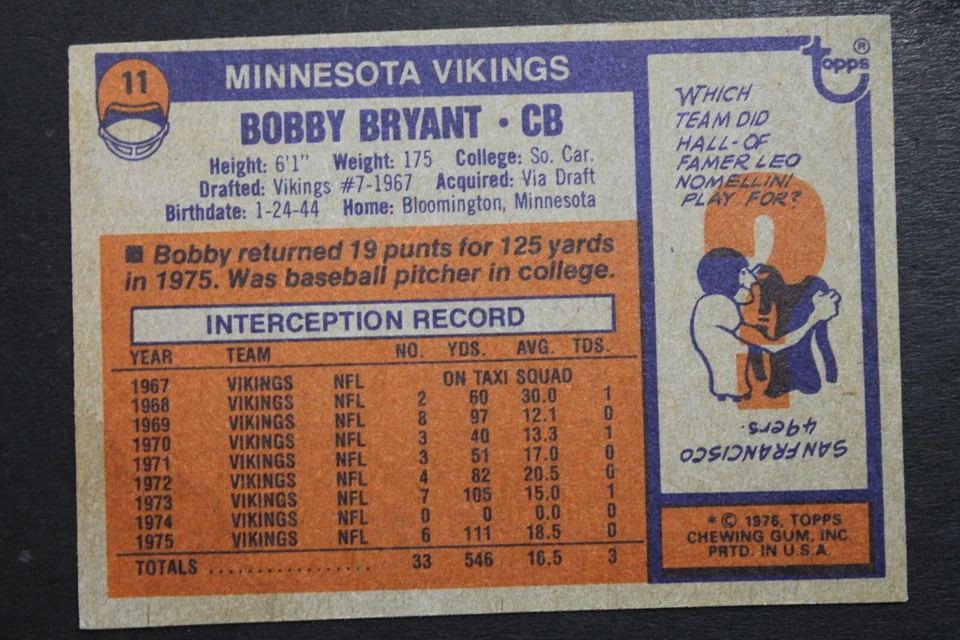 11
MINNESOTA VIKINGS
BOBBY BRYANT • CB
Height: 6'1" Weight: 175 College: So. Car.
Drafted: Vikings #7-1967 Acquired: Via Draft
Birthdate: 1-24-44 Home: Bloomington, Minnesota
■ Bobby returned 19 punts for 125 yards
in 1975. Was baseball pitcher in college.
INTERCEPTION RECORD
YEAR TEAM NO. YDS. AVG. TDS.
1967 VIKINGS NFL ON TAXI SQUAD
1968 VIKINGS NFL 2 60 30.0 1
1969 VIKINGS NFL 8 97 12.1 0
1970 VIKINGS NFL 3 40 13.3 1
1971 VIKINGS NFL 3 51 17.0 0
1972 VIKINGS NFL 4 82 20.5 0
1973 VIKINGS NFL 7 105 15.0 1
1974 VIKINGS NFL 0 0 0.0 0
1975 VIKINGS NFL 6 111 18.5 0
TOTALS .................. 33 546 16.5 3
topps ®
WHICH
TEAM DID
HALL-OF
FAMER LEO
NOMELLINI
PLAY FOR?
?
SAN FRANCISCO
49ers.
* © 1976, TOPPS
CHEWING GUM, INC.
PRTD. IN U.S.A.